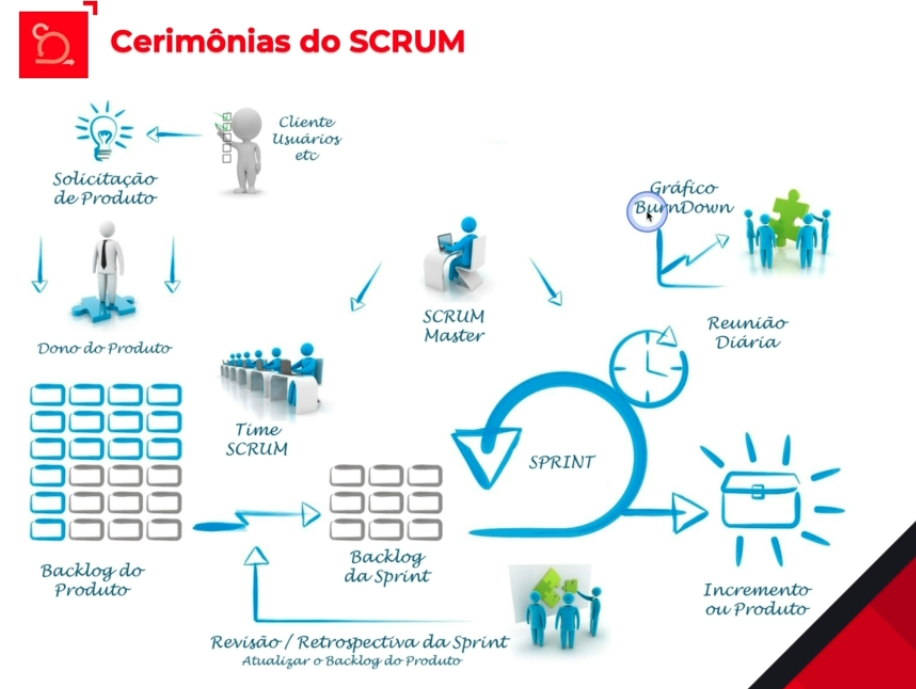 Cerimônias do SCRUM
Cliente
Usuários
etc
Solicitação
de Produto
Gráfico
BurnDown
SCRUM
Master
Reunião
Diária
Dono do Produto
Time
SCRUM
SPRINT
Backlog do
Produto
Backlog
da Sprint
Incremento
ou Produto
Revisão / Retrospectiva da Sprint
Atualizar o Backlog do Produto